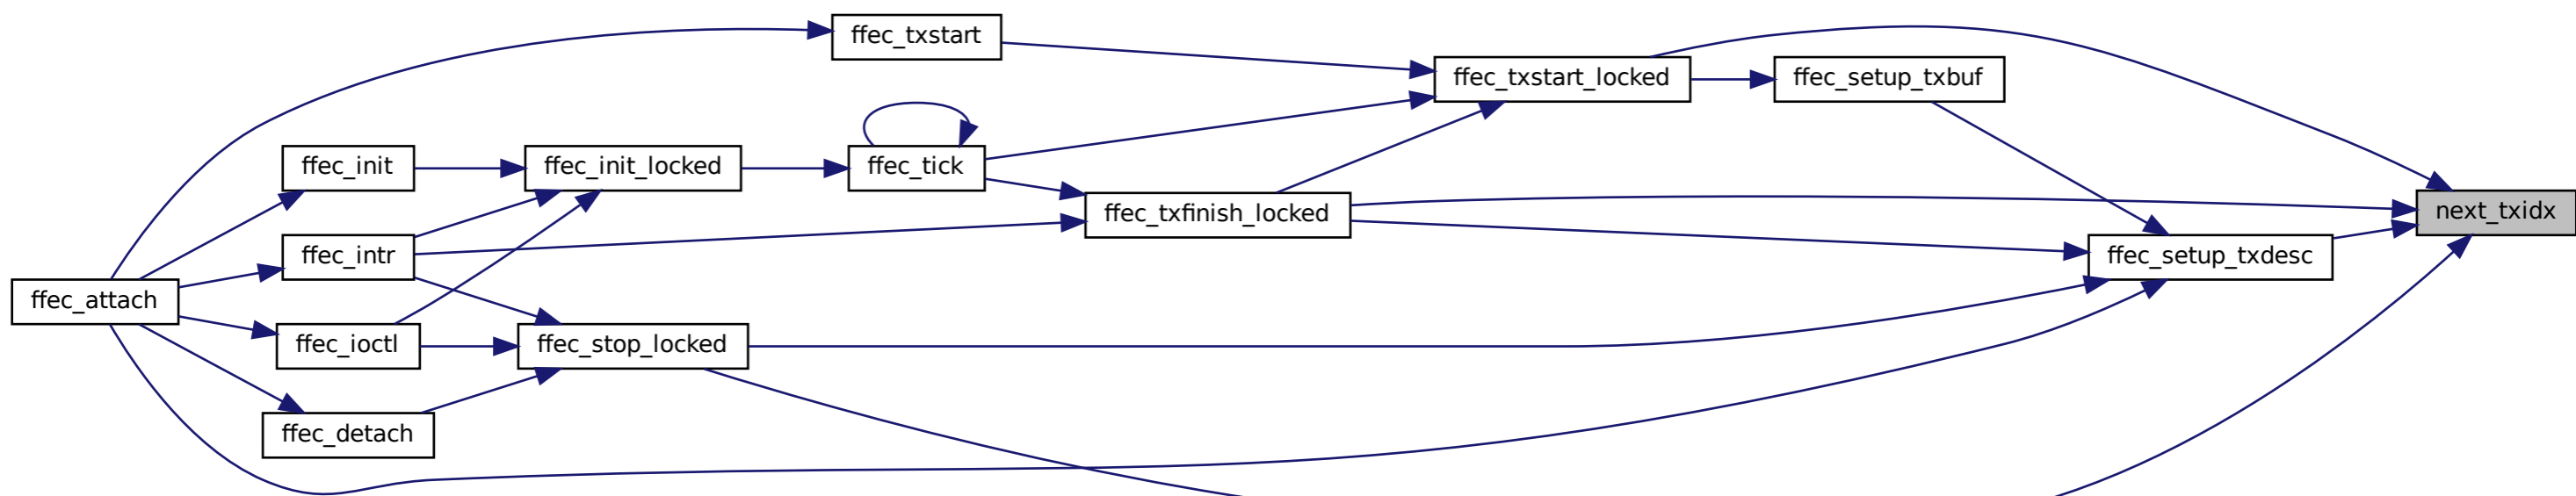 ffec_txstart
ffec_txstart_locked
ffec_setup_txbuf
ffec_init
ffec_init_locked
ffec_tick
ffec_txfinish_locked
next_txidx
ffec_intr
ffec_setup_txdesc
ffec_attach
ffec_ioctl
ffec_stop_locked
ffec_detach